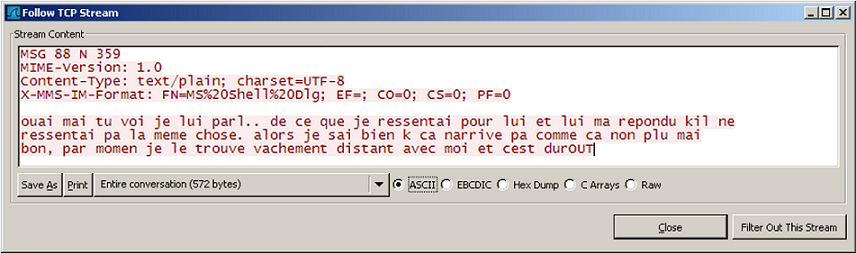 Follow TCP Stream
Stream Content
MSG 88 N 359
MIME-Version: 1.0
Content-Type: text/plain; charset=UTF-8
X-MMS-IM-Format: FN=MS%20Shell%20Dlg; EF=; CO=0; CS=0; PF=0
ouai mai tu voi je lui parl.. de ce que je ressentai pour lui et lui ma repondu kil ne
ressentai pa la meme chose. alors je sai bien k ca narrive pa comme ca non plu mai
bon, par momen je le trouve vachement distant avec moi et cest durOUT
Save As Print Entire conversation (572 bytes) ASCII EBCDIC Hex Dump C Arrays Raw
Close Filter Out This Stream